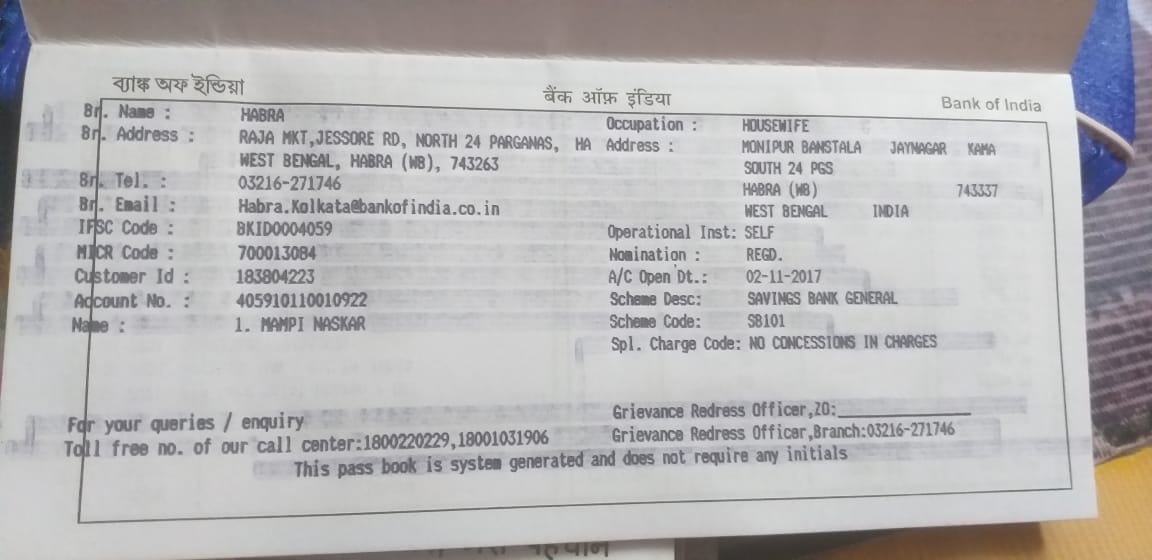 ব্যাঙ্ক অফ ইন্ডিয়া बैंक ऑफ़ इंडिया Bank of India
Br. Name : HABRA
Br. Address : RAJA MKT,JESSORE RD, NORTH 24 PARGANAS, HA
WEST BENGAL, HABRA (WB), 743263
Br. Tel. : 03216-271746
Br. Email : Habra.Kolkata@bankofindia.co.in
IFSC Code : BKID0004059
MICR Code : 700013084
Customer Id : 183804223
Account No. : 405910110010922
Name : 1. MAMPI NASKAR
Occupation : HOUSEWIFE
Address : MONIPUR BANSTALA JAYNAGAR KAMA
SOUTH 24 PGS
HABRA (WB) 743337
WEST BENGAL INDIA
Operational Inst: SELF
Nomination : REGD.
A/C Open Dt.: 02-11-2017
Scheme Desc: SAVINGS BANK GENERAL
Scheme Code: SB101
Spl. Charge Code: NO CONCESSIONS IN CHARGES
For your queries / enquiry
Toll free no. of our call center:1800220229,18001031906
Grievance Redress Officer,ZO:
Grievance Redress Officer,Branch:03216-271746
This pass book is system generated and does not require any initials